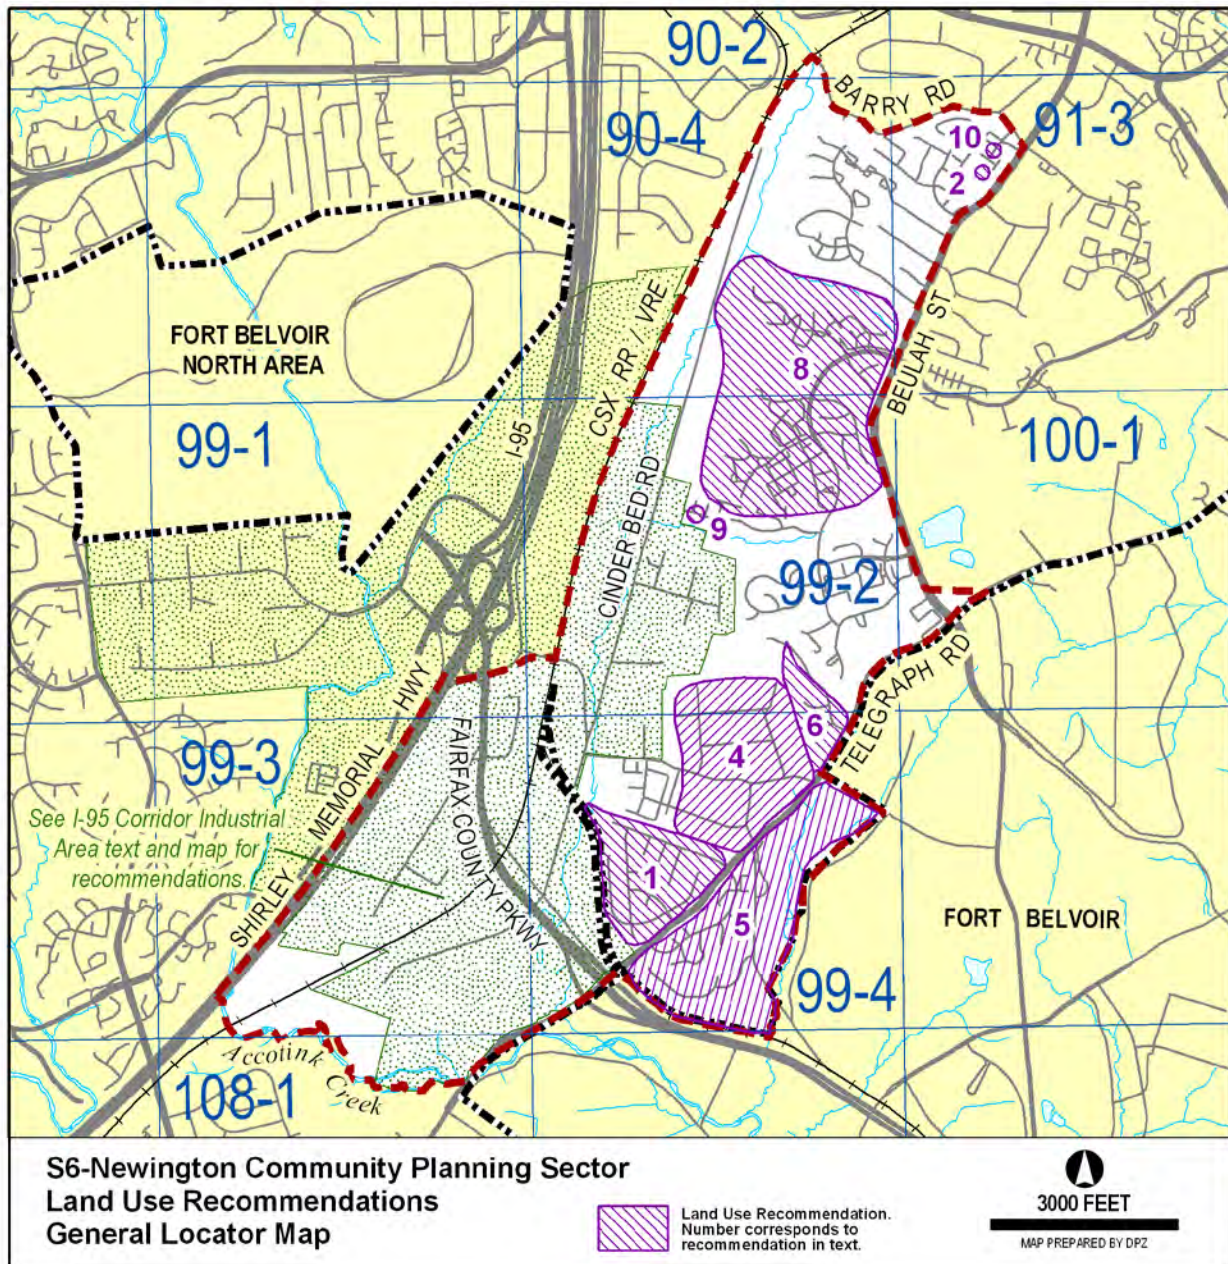 90-2
BARRY RD
91-3
90-4
10
2
CSX RR / VRE
FORT BELVOIR
NORTH AREA
8
BEULAH ST
I-95
99-1
100-1
CINDER BED RD
9
99-2
TELEGRAPH RD
6
4
99-3
SHIRLEY MEMORIAL HWY
FAIRFAX COUNTY PKWY
See I-95 Corridor Industrial
Area text and map for
recommendations.
1
5
FORT BELVOIR
99-4
Accotink Creek
108-1
S6-Newington Community Planning Sector
Land Use Recommendations
General Locator Map
Land Use Recommendation.
Number corresponds to
recommendation in text.
3000 FEET
MAP PREPARED BY DPZ